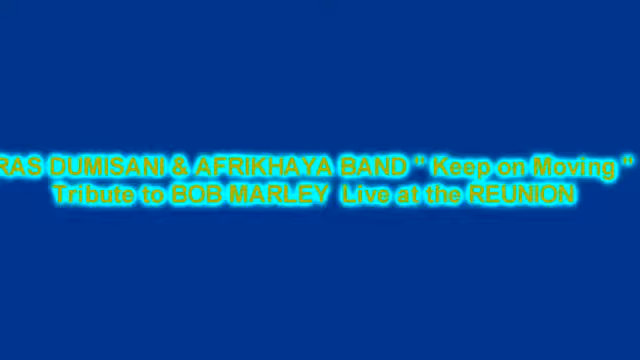 RAS DUMISANI & AFRIKHAYA BAND " Keep on Moving "
Tribute to BOB MARLEY Live at the REUNION